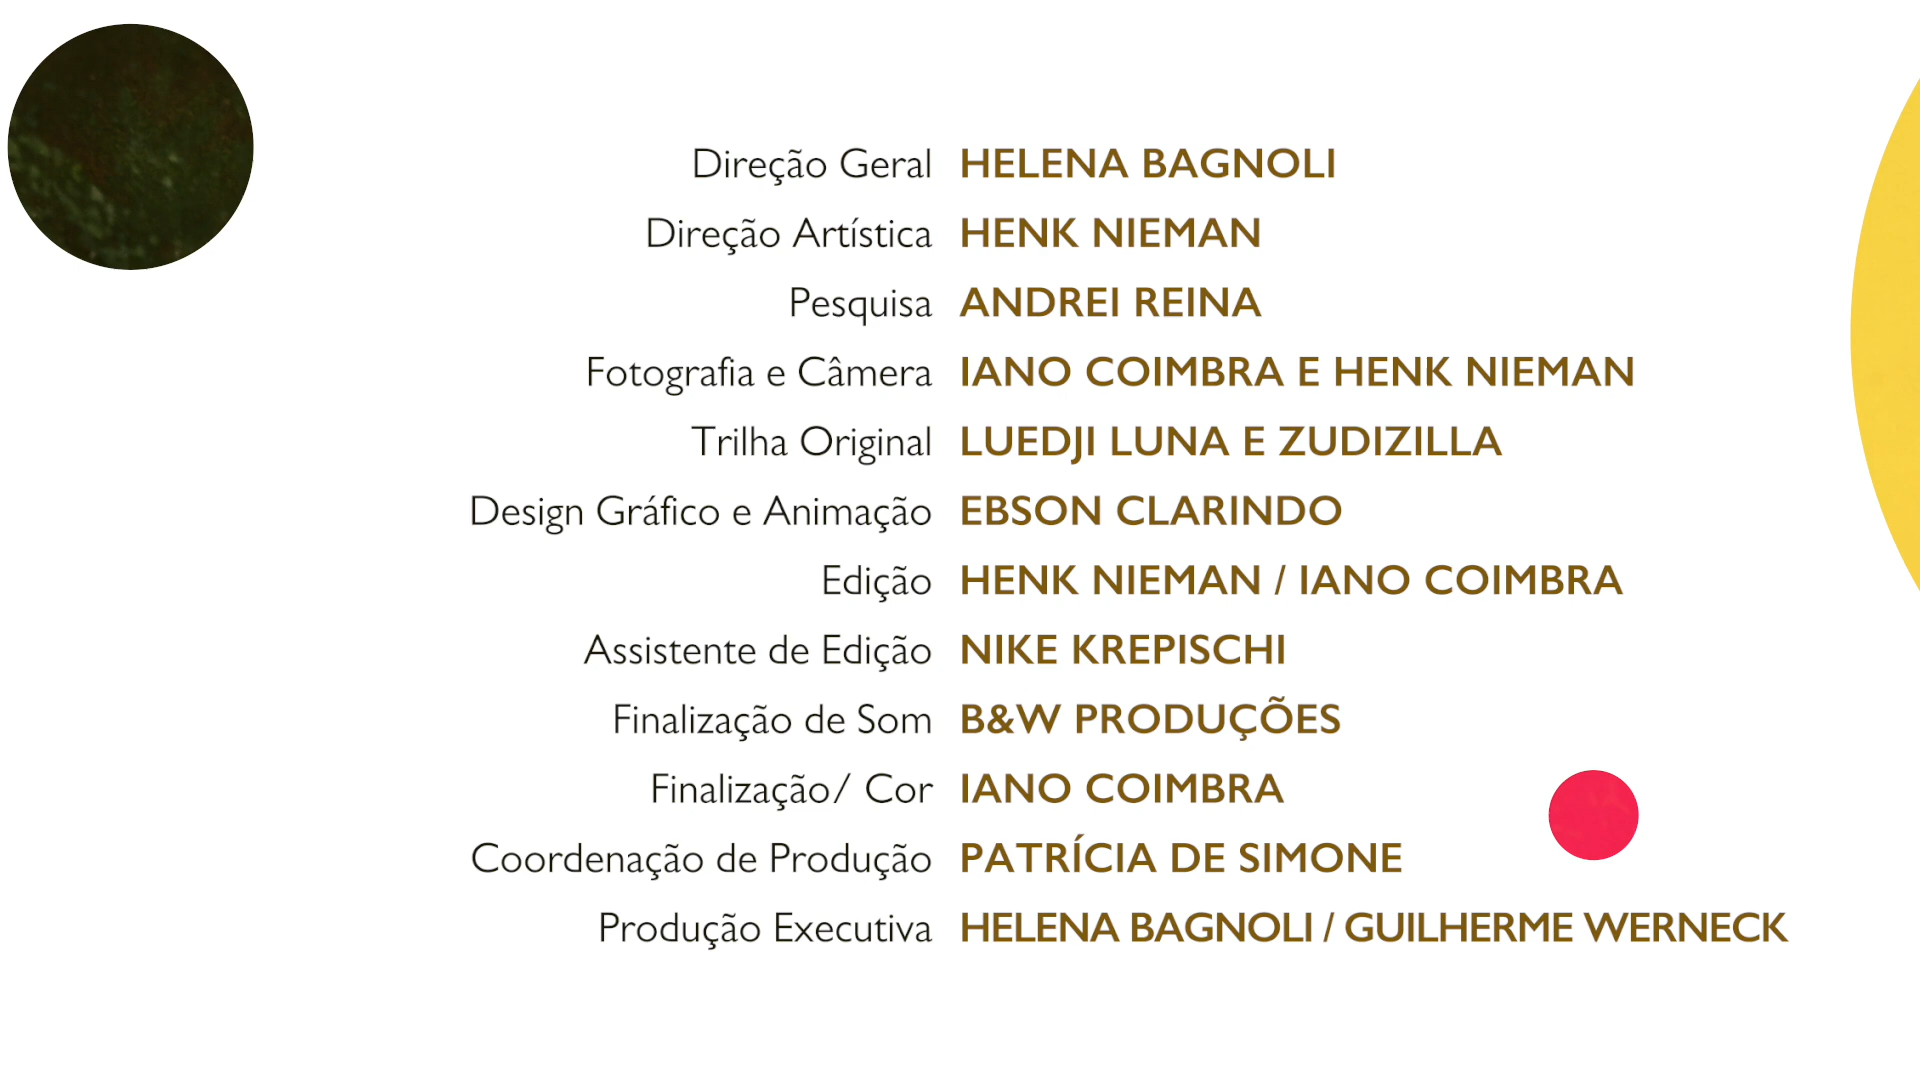 Direção Geral HELENA BAGNOLI
Direção Artística HENK NIEMAN
Pesquisa ANDREI REINA
Fotografia e Câmera IANO COIMBRA E HENK NIEMAN
Trilha Original LUEDJI LUNA E ZUDIZILLA
Design Gráfico e Animação EBSON CLARINDO
Edição HENK NIEMAN / IANO COIMBRA
Assistente de Edição NIKE KREPISCHI
Finalização de Som B&W PRODUÇÕES
Finalização/ Cor IANO COIMBRA
Coordenação de Produção PATRÍCIA DE SIMONE
Produção Executiva HELENA BAGNOLI / GUILHERME WERNECK